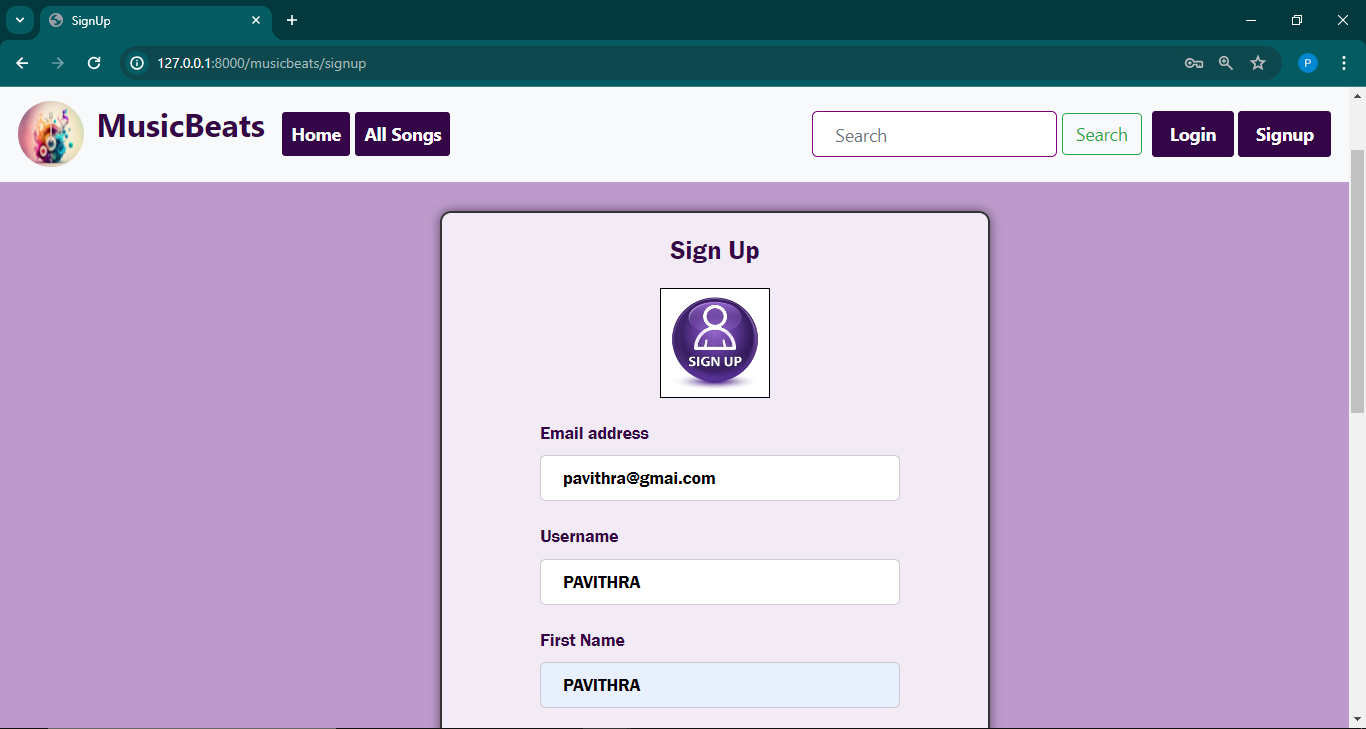 SignUp
127.0.0.1:8000/musicbeats/signup
P
MusicBeats
Home
All Songs
Search
Search
Login
Signup
Sign Up
SIGN UP
Email address
pavithra@gmai.com
Username
PAVITHRA
First Name
PAVITHRA